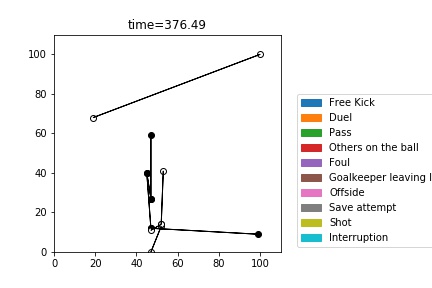 time=376.49
100
80
60
40
20
0
0 20 40 60 80 100
Free Kick
Duel
Pass
Others on the ball
Foul
Goalkeeper leaving l
Offside
Save attempt
Shot
Interruption